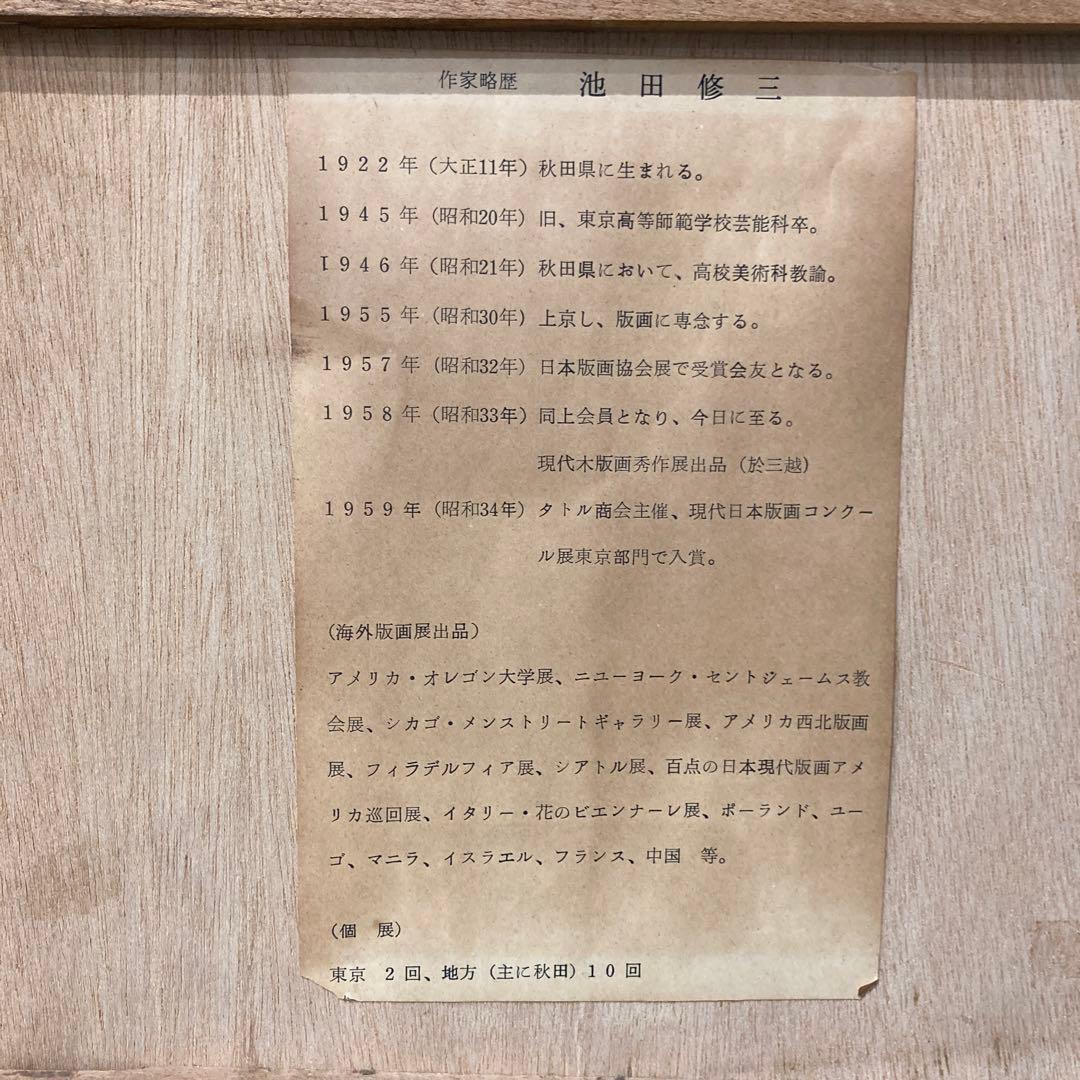 作家略歴　池田修三
1922年(大正11年)秋田県に生まれる。
1945年(昭和20年)旧、東京高等師範学校芸能科卒。
1946年(昭和21年)秋田県において、高校美術科教諭。
1955年(昭和30年)上京し、版画に専念する。
1957年(昭和32年)日本版画協会展で受賞会友となる。
1958年(昭和33年)同上会員となり、今日に至る。
現代木版画秀作展出品(於三越)
1959年(昭和34年)タトル商会主催、現代日本版画コンクー
ル展東京部門で入賞。
(海外版画展出品)
アメリカ・オレゴン大学展、ニューヨーク・セントジェームス教
会展、シカゴ・メンストリートギャラリー展、アメリカ西北版画
展、フィラデルフィア展、シアトル展、百点の日本現代版画アメ
リカ巡回展、イタリー・花のビエンナーレ展、ポーランド、ユー
ゴ、マニラ、イスラエル、フランス、中国　等。
(個　展)
東京　2回、地方(主に秋田)10回